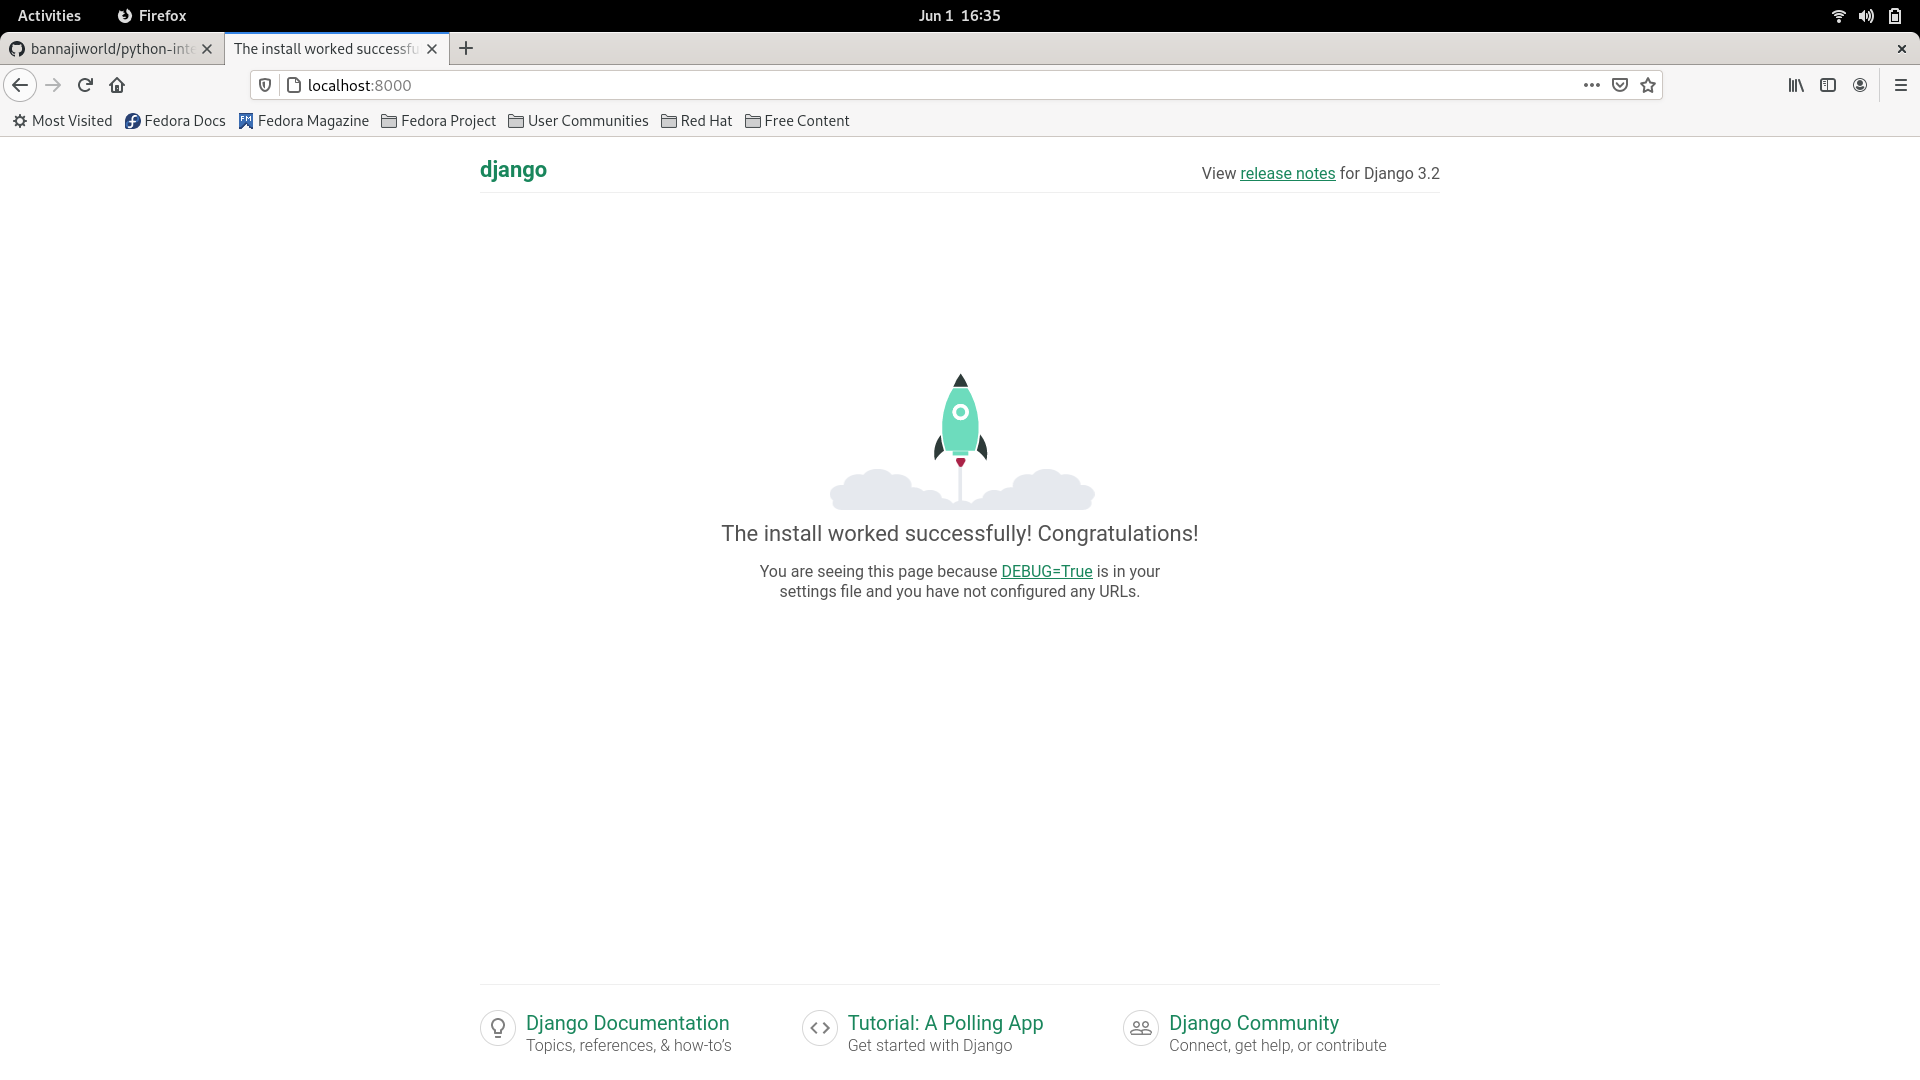 Activities
Firefox
Jun 1 16:35
bannajiworld/python-inte
The install worked successfu
localhost:8000
Most Visited
Fedora Docs
Fedora Magazine
Fedora Project
User Communities
Red Hat
Free Content
django
View release notes for Django 3.2
The install worked successfully! Congratulations!
You are seeing this page because DEBUG=True is in your
settings file and you have not configured any URLs.
Django Documentation
Topics, references, & how-to’s
Tutorial: A Polling App
Get started with Django
Django Community
Connect, get help, or contribute